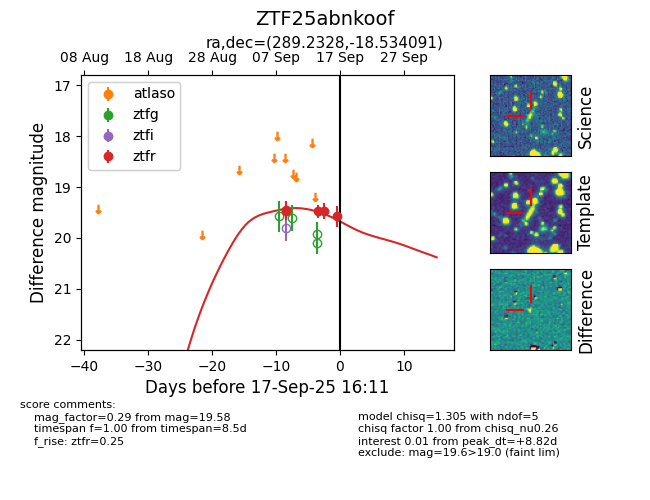 ZTF25abnkoof
ra,dec=(289.2328,-18.534091)
08 Aug 18 Aug 28 Aug 07 Sep 17 Sep 27 Sep
atlaso
ztfg
ztfi
ztfr
17
18
19
20
21
22
Difference magnitude
−40 −30 −20 −10 0 10
Days before 17-Sep-25 16:11
Science
Template
Difference
score comments:
mag_factor=0.29 from mag=19.58
timespan f=1.00 from timespan=8.5d
f_rise: ztfr=0.25
model chisq=1.305 with ndof=5
chisq factor 1.00 from chisq_nu0.26
interest 0.01 from peak_dt=+8.82d
exclude: mag=19.6>19.0 (faint lim)